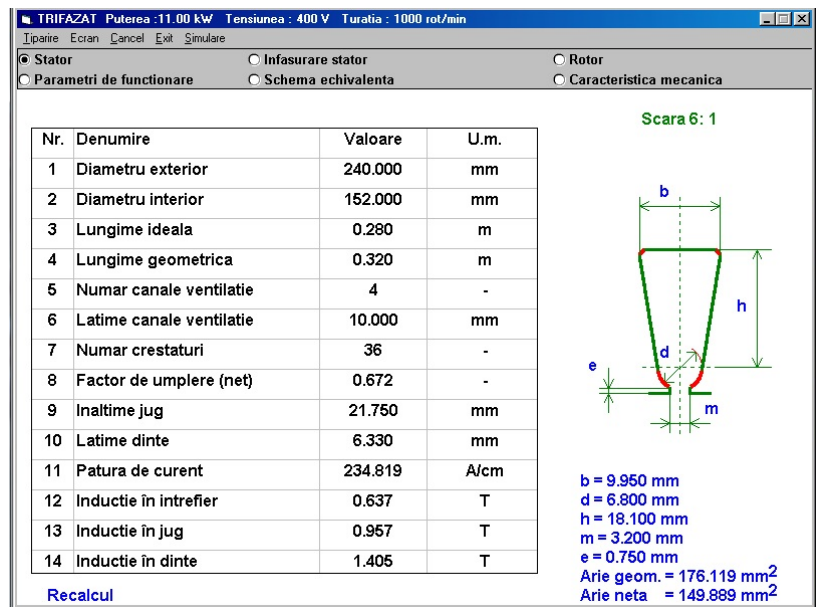 TRIFAZAT Puterea :11.00 kW Tensiunea : 400 V Turatia : 1000 rot/min
Tiparire Ecran Cancel Exit Simulare
Stator Infasurare stator Rotor
Parametri de functionare Schema echivalenta Caracteristica mecanica
Scara 6: 1
Nr. Denumire Valoare U.m.
1 Diametru exterior 240.000 mm
2 Diametru interior 152.000 mm
3 Lungime ideala 0.280 m
4 Lungime geometrica 0.320 m
5 Numar canale ventilatie 4 -
6 Latime canale ventilatie 10.000 mm
7 Numar crestaturi 36 -
8 Factor de umplere (net) 0.672 -
9 Inaltime jug 21.750 mm
10 Latime dinte 6.330 mm
11 Patura de curent 234.819 A/cm
12 Inductie în intrefier 0.637 T
13 Inductie în jug 0.957 T
14 Inductie în dinte 1.405 T
Recalcul
b
h
d
e
m
b = 9.950 mm
d = 6.800 mm
h = 18.100 mm
m = 3.200 mm
e = 0.750 mm
Arie geom. = 176.119 mm2
Arie neta = 149.889 mm2